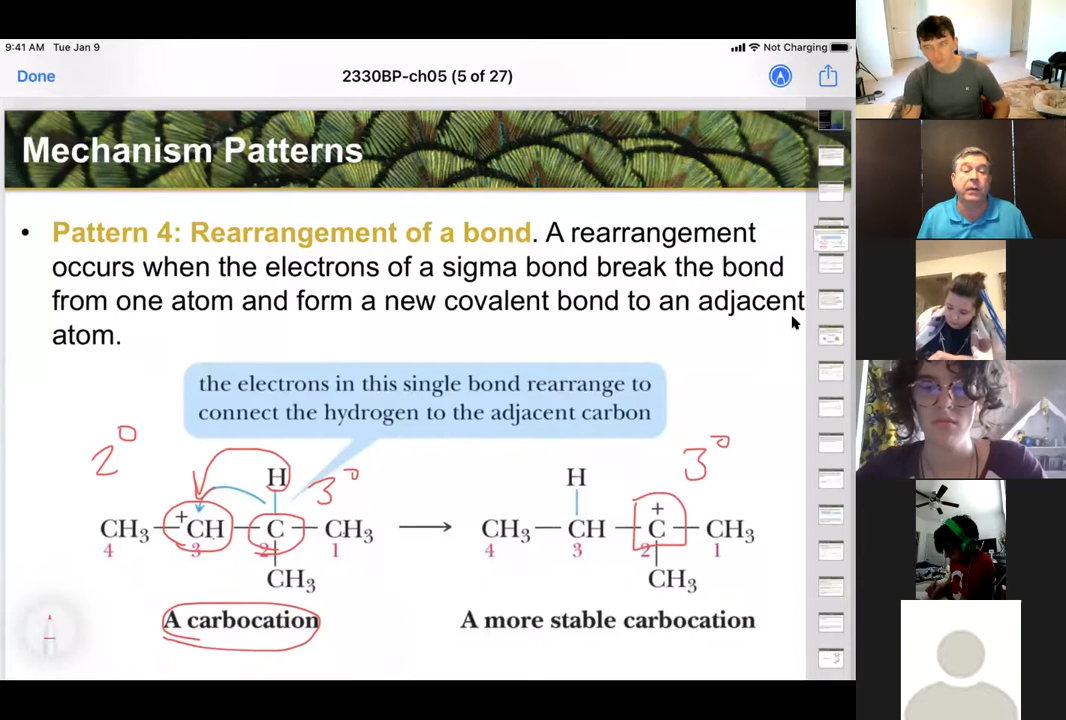 9:41 AM Tue Jan 9
Not Charging
Done
2330BP-ch05 (5 of 27)
Mechanism Patterns
• Pattern 4: Rearrangement of a bond. A rearrangement
occurs when the electrons of a sigma bond break the bond
from one atom and form a new covalent bond to an adjacent
atom.
the electrons in this single bond rearrange to
connect the hydrogen to the adjacent carbon
2° 3° 3°
H H
+ +
CH3—CH—C—CH3 ⟶ CH3—CH—C—CH3
4 3 2 1 4 3 2 1
CH3 CH3
A carbocation A more stable carbocation